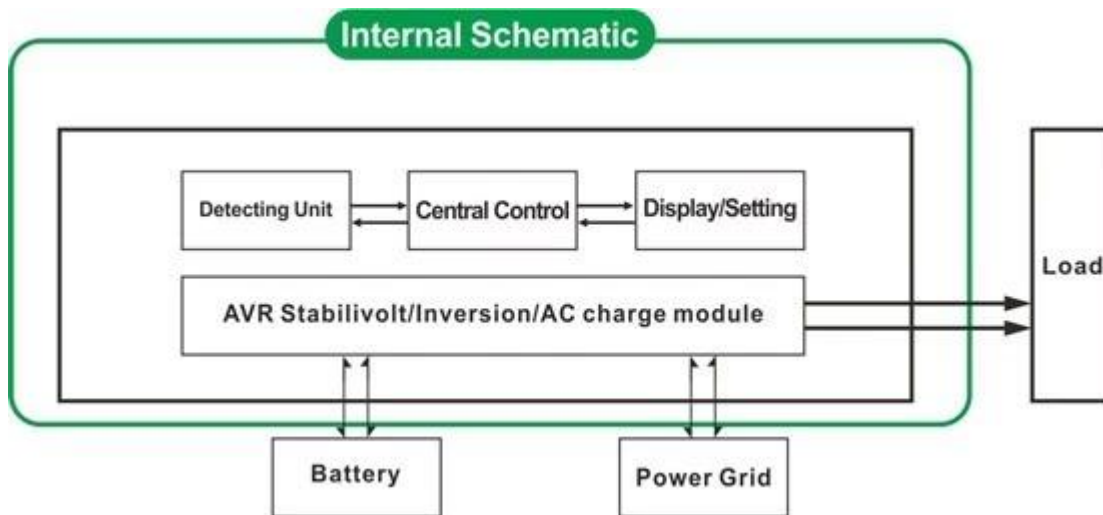 Internal Schematic
Detecting Unit
Central Control
Display/Setting
Load
AVR Stabilivolt/Inversion/AC charge module
Battery
Power Grid